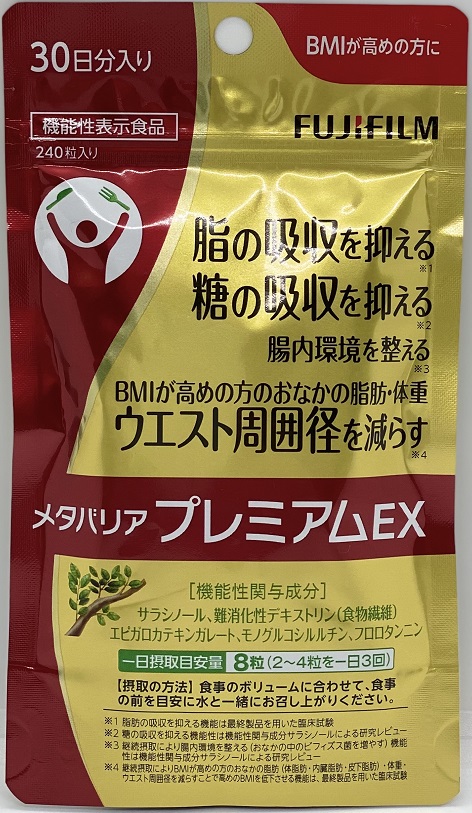 30日分入り
BMIが高めの方に
機能性表示食品
240粒入り
FUJIFILM
脂の吸収を抑える
※1
糖の吸収を抑える
※2
腸内環境を整える
※3
BMIが高めの方のおなかの脂肪・体重
ウエスト周囲径を減らす
※4
メタバリア プレミアムEX
[機能性関与成分]
サラシノール、難消化性デキストリン(食物繊維)
エピガロカテキンガレート、モノグルコシルルチン、フロロタンニン
一日摂取目安量 8粒(2~4粒を一日3回)
【摂取の方法】食事のボリュームに合わせて、食事
の前を目安に水と一緒にお召し上がりください。
※1 脂肪の吸収を抑える機能は最終製品を用いた臨床試験
※2 糖の吸収を抑える機能性は機能性関与成分サラシノールによる研究レビュー
※3 継続摂取により腸内環境を整える(おなかの中のビフィズス菌を増やす)機能
性は機能性関与成分サラシノールによる研究レビュー
※4 継続摂取によりBMIが高めの方のおなかの脂肪(体脂肪・内臓脂肪・皮下脂肪)・体重・
ウエスト周囲径を減らすことで高めのBMIを低下させる機能は、最終製品を用いた臨床試験